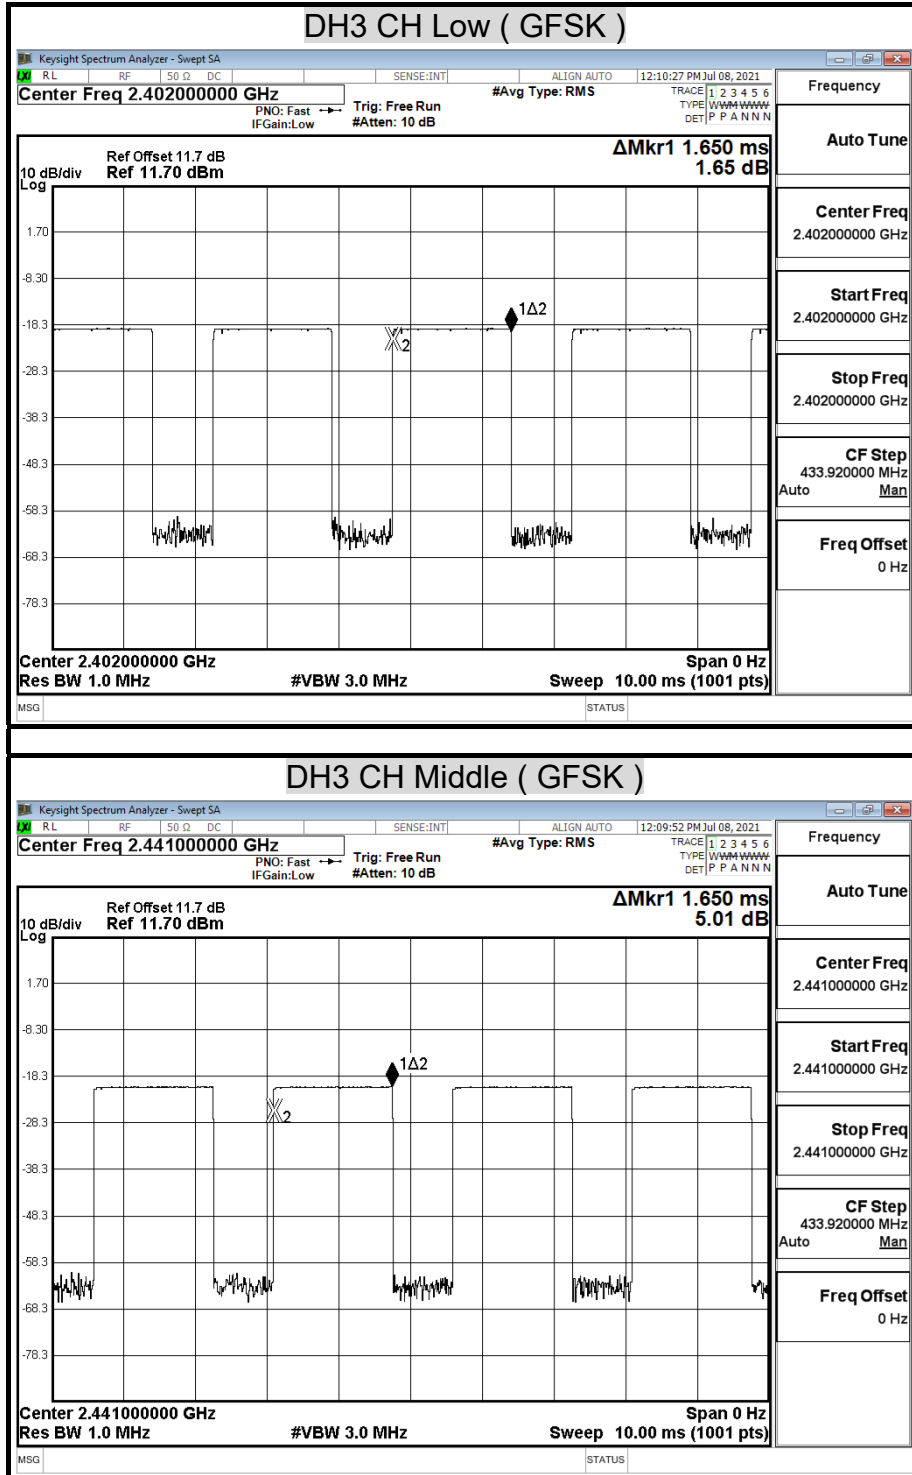 DH3 CH Low ( GFSK )
Keysight Spectrum Analyzer - Swept SA
LXI RL RF 50 Ω DC SENSE:INT ALIGN AUTO 12:10:27 PM Jul 08, 2021
Center Freq 2.402000000 GHz #Avg Type: RMS TRACE 1 2 3 4 5 6
PNO: Fast Trig: Free Run TYPE WWMWWWW
IFGain:Low #Atten: 10 dB DET P P A N N N
Frequency
Auto Tune
Center Freq
2.402000000 GHz
Start Freq
2.402000000 GHz
Stop Freq
2.402000000 GHz
CF Step
433.920000 MHz
Auto Man
Freq Offset
0 Hz
ΔMkr1 1.650 ms
1.65 dB
Ref Offset 11.7 dB
10 dB/div Ref 11.70 dBm
Log
1.70
-8.30
-18.3
-28.3
-38.3
-48.3
-58.3
-68.3
-78.3
1Δ2
2
Center 2.402000000 GHz Span 0 Hz
Res BW 1.0 MHz #VBW 3.0 MHz Sweep 10.00 ms (1001 pts)
MSG STATUS
DH3 CH Middle ( GFSK )
Keysight Spectrum Analyzer - Swept SA
LXI RL RF 50 Ω DC SENSE:INT ALIGN AUTO 12:09:52 PM Jul 08, 2021
Center Freq 2.441000000 GHz #Avg Type: RMS TRACE 1 2 3 4 5 6
PNO: Fast Trig: Free Run TYPE WWMWWWW
IFGain:Low #Atten: 10 dB DET P P A N N N
Frequency
Auto Tune
Center Freq
2.441000000 GHz
Start Freq
2.441000000 GHz
Stop Freq
2.441000000 GHz
CF Step
433.920000 MHz
Auto Man
Freq Offset
0 Hz
ΔMkr1 1.650 ms
5.01 dB
Ref Offset 11.7 dB
10 dB/div Ref 11.70 dBm
Log
1.70
-8.30
-18.3
-28.3
-38.3
-48.3
-58.3
-68.3
-78.3
1Δ2
2
Center 2.441000000 GHz Span 0 Hz
Res BW 1.0 MHz #VBW 3.0 MHz Sweep 10.00 ms (1001 pts)
MSG STATUS